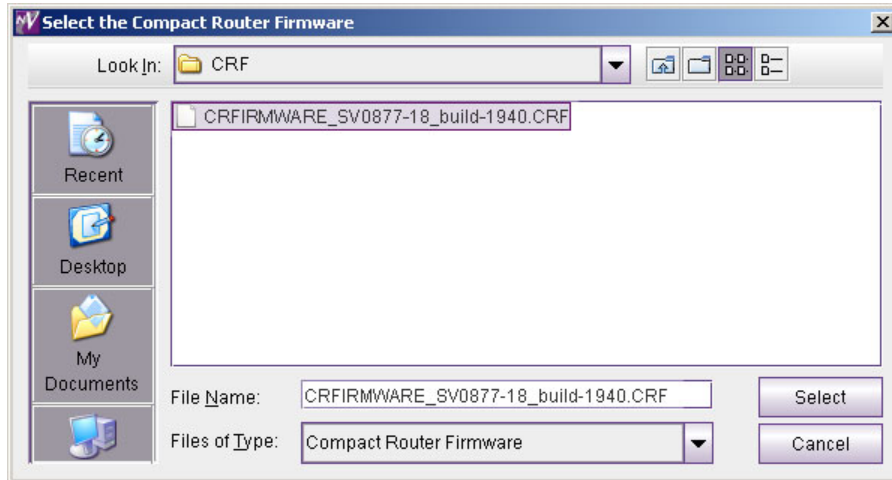 Select the Compact Router Firmware
Look In: CRF
CRFIRMWARE_SV0877-18_build-1940.CRF
Recent
Desktop
My
Documents
File Name: CRFIRMWARE_SV0877-18_build-1940.CRF Select
Files of Type: Compact Router Firmware Cancel